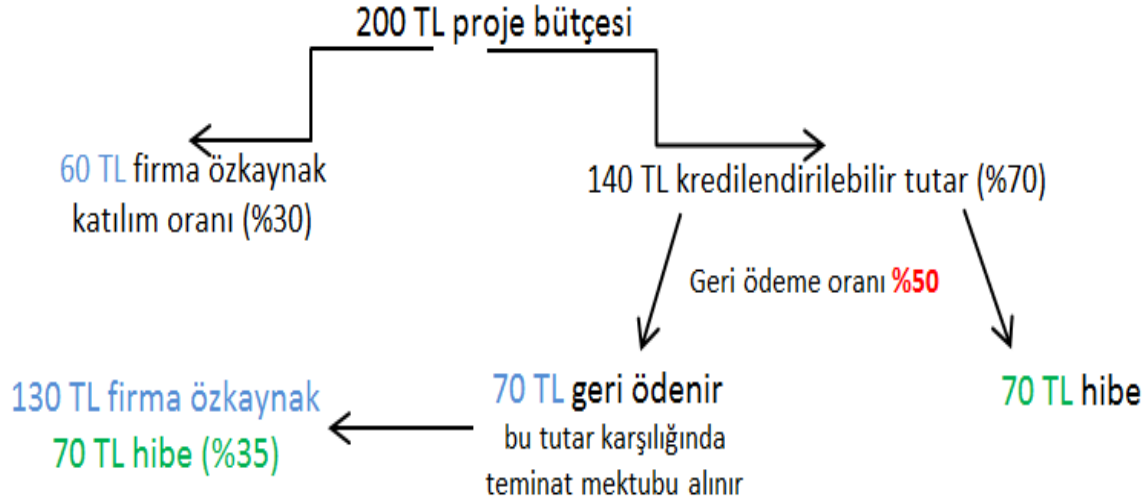 200 TL proje bütçesi
60 TL firma özkaynak
katılım oranı (%30)
140 TL kredilendirilebilir tutar (%70)
Geri ödeme oranı %50
70 TL geri ödenir
bu tutar karşılığında
teminat mektubu alınır
70 TL hibe
130 TL firma özkaynak
70 TL hibe (%35)